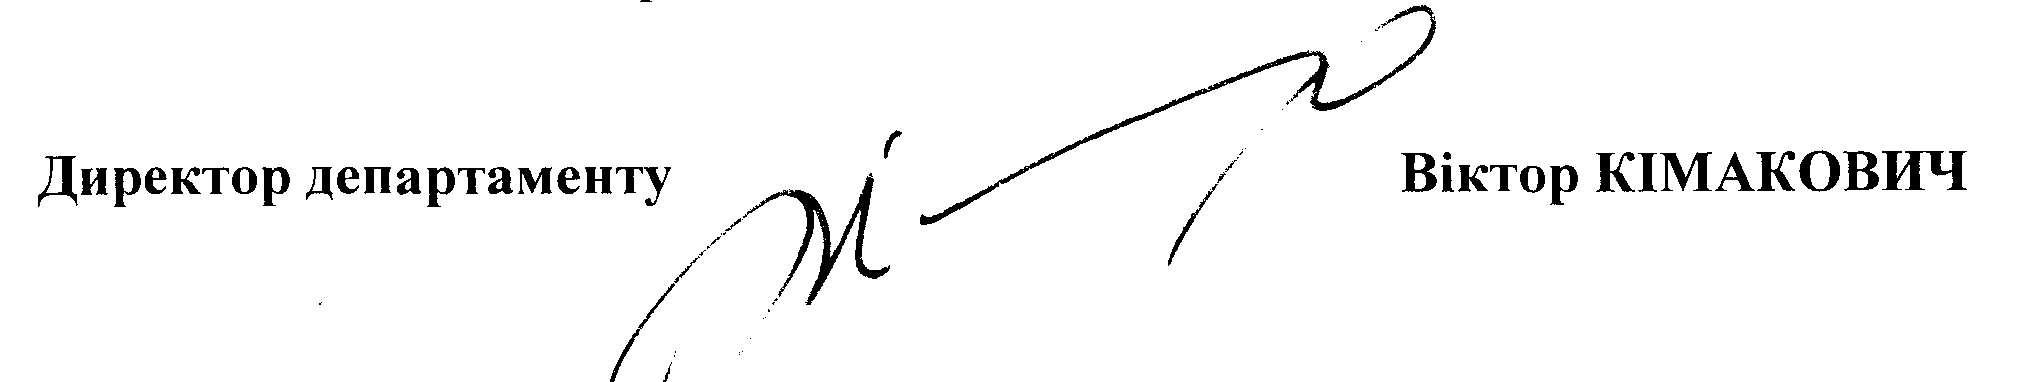 Директор департаменту Віктор КІМАКОВИЧ